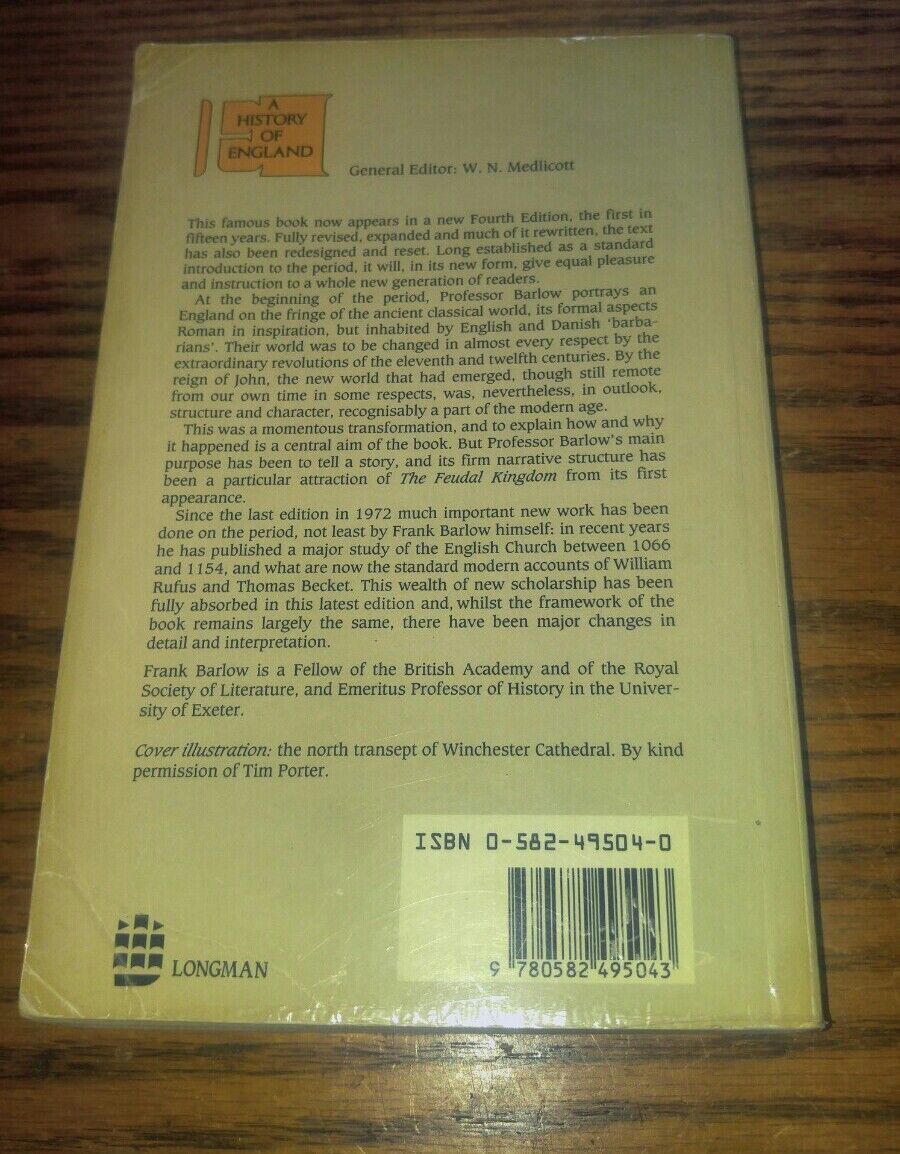 A
HISTORY
OF
ENGLAND
General Editor: W. N. Medlicott
This famous book now appears in a new Fourth Edition, the first in
fifteen years. Fully revised, expanded and much of it rewritten, the text
has also been redesigned and reset. Long established as a standard
introduction to the period, it will, in its new form, give equal pleasure
and instruction to a whole new generation of readers.
At the beginning of the period, Professor Barlow portrays an
England on the fringe of the ancient classical world, its formal aspects
Roman in inspiration, but inhabited by English and Danish ‘barba-
rians’. Their world was to be changed in almost every respect by the
extraordinary revolutions of the eleventh and twelfth centuries. By the
reign of John, the new world that had emerged, though still remote
from our own time in some respects, was, nevertheless, in outlook,
structure and character, recognisably a part of the modern age.
This was a momentous transformation, and to explain how and why
it happened is a central aim of the book. But Professor Barlow's main
purpose has been to tell a story, and its firm narrative structure has
been a particular attraction of The Feudal Kingdom from its first
appearance.
Since the last edition in 1972 much important new work has been
done on the period, not least by Frank Barlow himself: in recent years
he has published a major study of the English Church between 1066
and 1154, and what are now the standard modern accounts of William
Rufus and Thomas Becket. This wealth of new scholarship has been
fully absorbed in this latest edition and, whilst the framework of the
book remains largely the same, there have been major changes in
detail and interpretation.
Frank Barlow is a Fellow of the British Academy and of the Royal
Society of Literature, and Emeritus Professor of History in the Univer-
sity of Exeter.
Cover illustration: the north transept of Winchester Cathedral. By kind
permission of Tim Porter.
ISBN 0-582-49504-0
9 780582 495043
LONGMAN